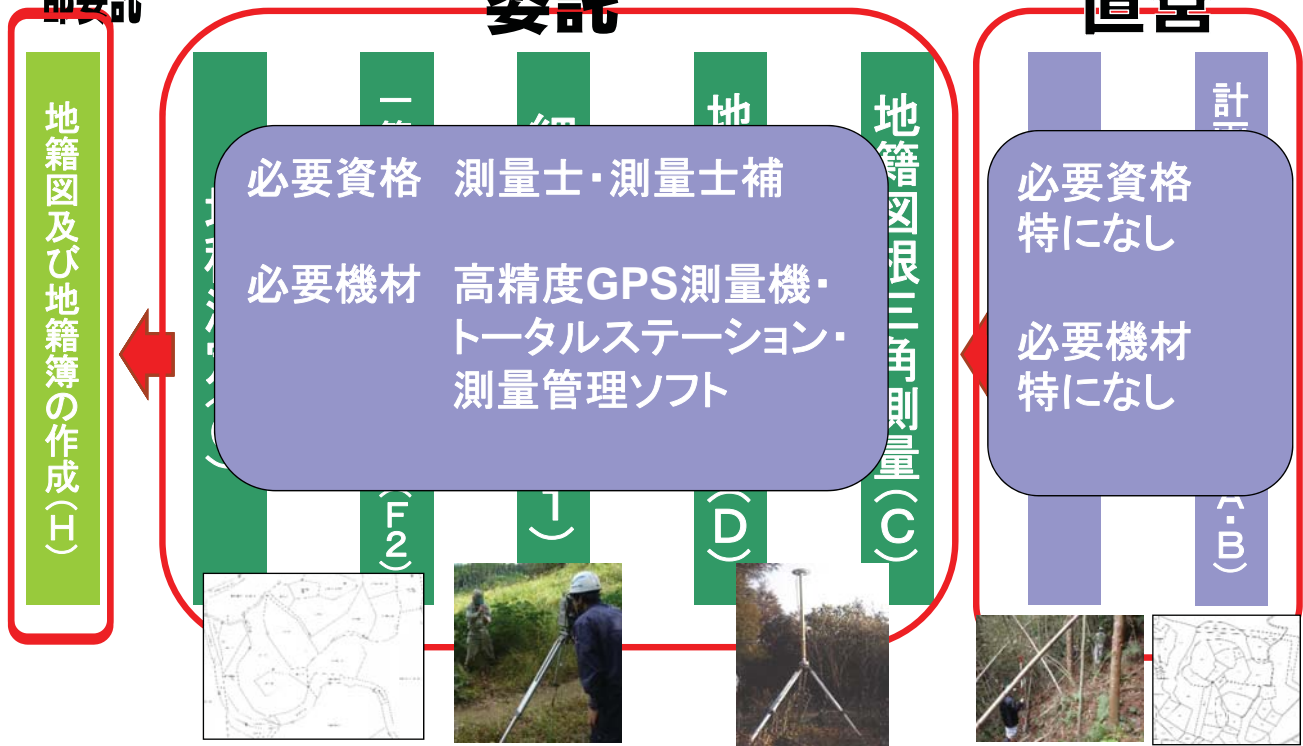 委託
直営
地籍図及び地籍簿の作成(H)
一
(F2)
1)
地
(D)
地籍図根三角測量(C)
計
A・B)
必要資格 測量士・測量士補
必要機材 高精度GPS測量機・
トータルステーション・
測量管理ソフト
必要資格
特になし
必要機材
特になし